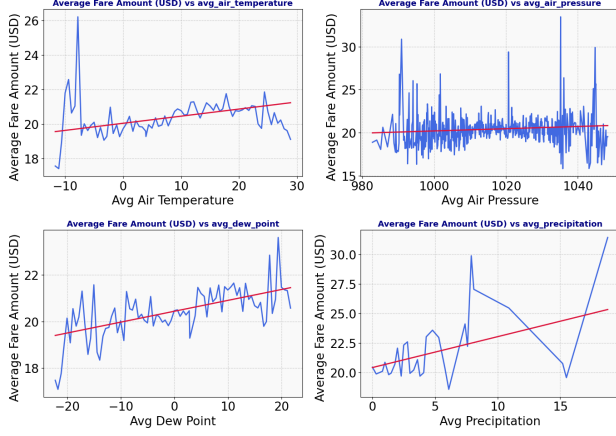 Average Fare Amount (USD) vs avg_air_temperature
Average Fare Amount (USD)
26
24
22
20
18
−10
0
10
20
30
Avg Air Temperature
Average Fare Amount (USD) vs avg_air_pressure
Average Fare Amount (USD)
30
25
20
15
980
1000
1020
1040
Avg Air Pressure
Average Fare Amount (USD) vs avg_dew_point
Average Fare Amount (USD)
22
20
18
−20
−10
0
10
20
Avg Dew Point
Average Fare Amount (USD) vs avg_precipitation
Average Fare Amount (USD)
30.0
27.5
25.0
22.5
20.0
0
5
10
15
Avg Precipitation